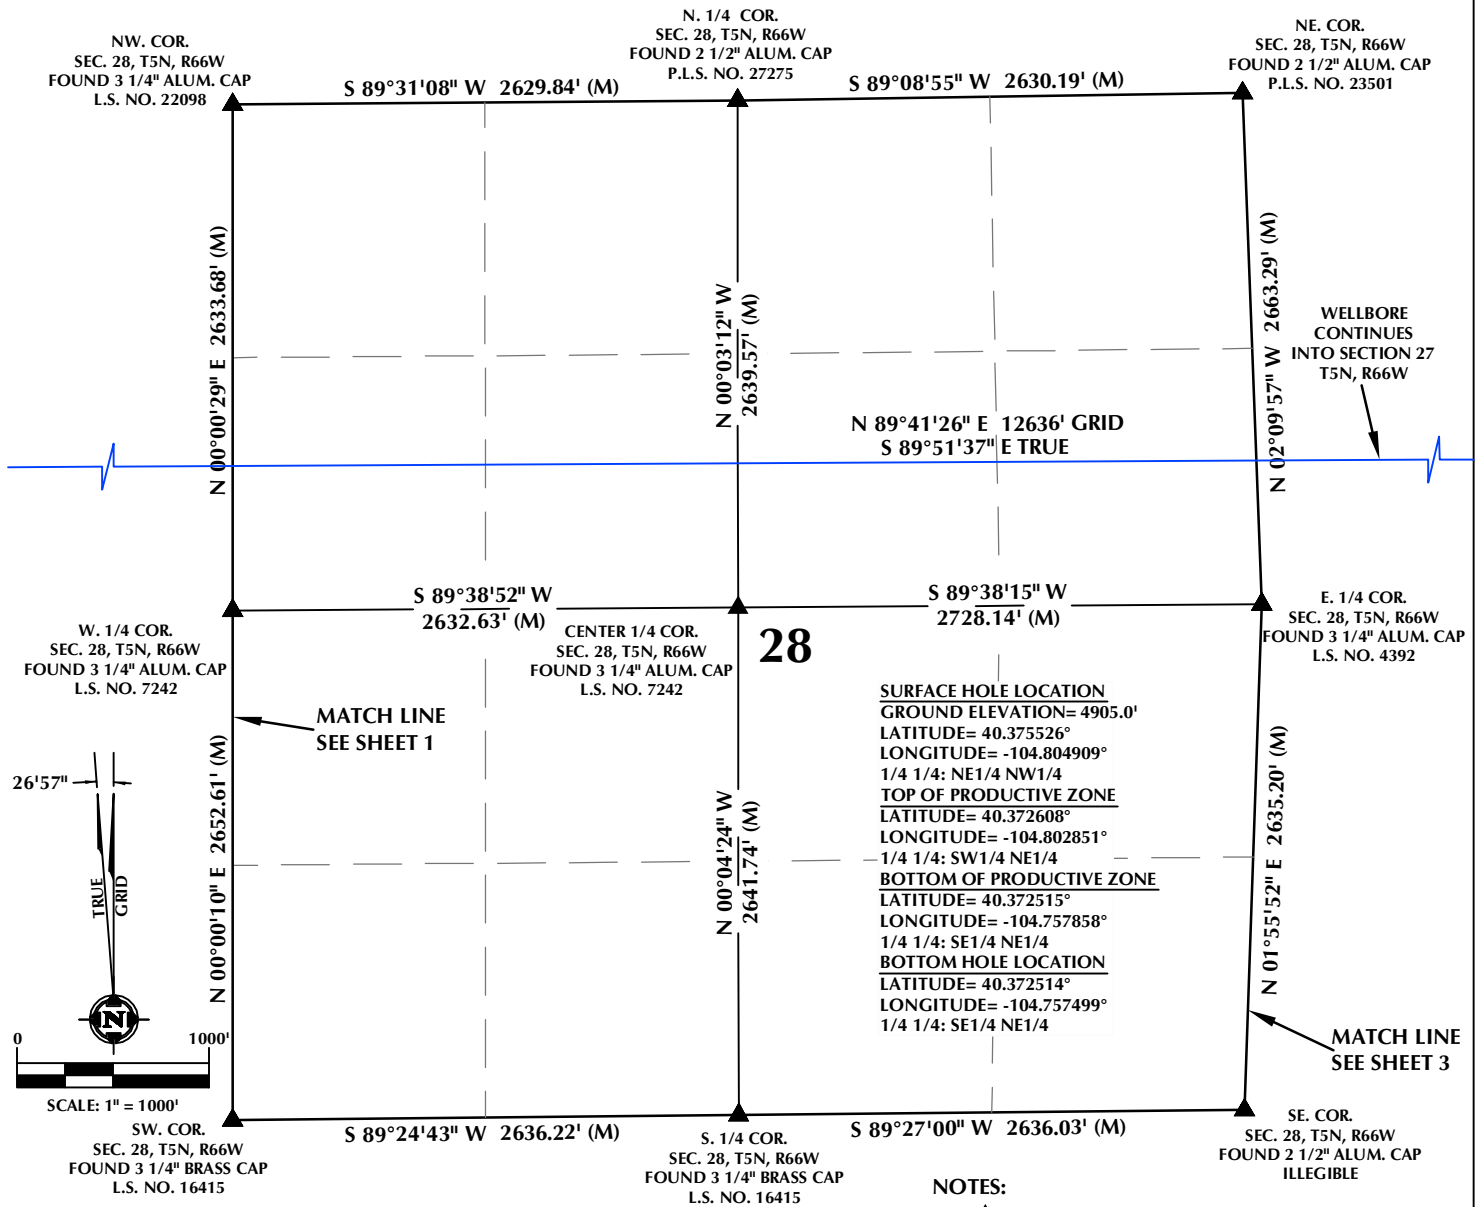 NW. COR.
SEC. 28, T5N, R66W
FOUND 3 1/4" ALUM. CAP
L.S. NO. 22098
N. 1/4 COR.
SEC. 28, T5N, R66W
FOUND 2 1/2" ALUM. CAP
P.L.S. NO. 27275
NE. COR.
SEC. 28, T5N, R66W
FOUND 2 1/2" ALUM. CAP
P.L.S. NO. 23501
S 89°31'08" W 2629.84' (M)
S 89°08'55" W 2630.19' (M)
N 00°00'29" E 2633.68' (M)
N 00°03'12" W
2639.57' (M)
N 02°09'57" W 2663.29' (M)
WELLBORE
CONTINUES
INTO SECTION 27
T5N, R66W
N 89°41'26" E 12636' GRID
S 89°51'37" E TRUE
S 89°38'52" W
2632.63' (M)
S 89°38'15" W
2728.14' (M)
W. 1/4 COR.
SEC. 28, T5N, R66W
FOUND 3 1/4" ALUM. CAP
L.S. NO. 7242
CENTER 1/4 COR.
SEC. 28, T5N, R66W
FOUND 3 1/4" ALUM. CAP
L.S. NO. 7242
28
E. 1/4 COR.
SEC. 28, T5N, R66W
FOUND 3 1/4" ALUM. CAP
L.S. NO. 4392
MATCH LINE
SEE SHEET 1
SURFACE HOLE LOCATION
GROUND ELEVATION= 4905.0'
LATITUDE= 40.375526°
LONGITUDE= -104.804909°
1/4 1/4: NE1/4 NW1/4
TOP OF PRODUCTIVE ZONE
LATITUDE= 40.372608°
LONGITUDE= -104.802851°
1/4 1/4: SW1/4 NE1/4
BOTTOM OF PRODUCTIVE ZONE
LATITUDE= 40.372515°
LONGITUDE= -104.757858°
1/4 1/4: SE1/4 NE1/4
BOTTOM HOLE LOCATION
LATITUDE= 40.372514°
LONGITUDE= -104.757499°
1/4 1/4: SE1/4 NE1/4
N 00°00'10" E 2652.61' (M)
N 00°04'24" W
2641.74' (M)
N 01°55'52" E 2635.20' (M)
26'57"
TRUE
GRID
N
0 1000'
SCALE: 1" = 1000'
MATCH LINE
SEE SHEET 3
SW. COR.
SEC. 28, T5N, R66W
FOUND 3 1/4" BRASS CAP
L.S. NO. 16415
S 89°24'43" W 2636.22' (M)
S. 1/4 COR.
SEC. 28, T5N, R66W
FOUND 3 1/4" BRASS CAP
L.S. NO. 16415
S 89°27'00" W 2636.03' (M)
SE. COR.
SEC. 28, T5N, R66W
FOUND 2 1/2" ALUM. CAP
ILLEGIBLE
NOTES: